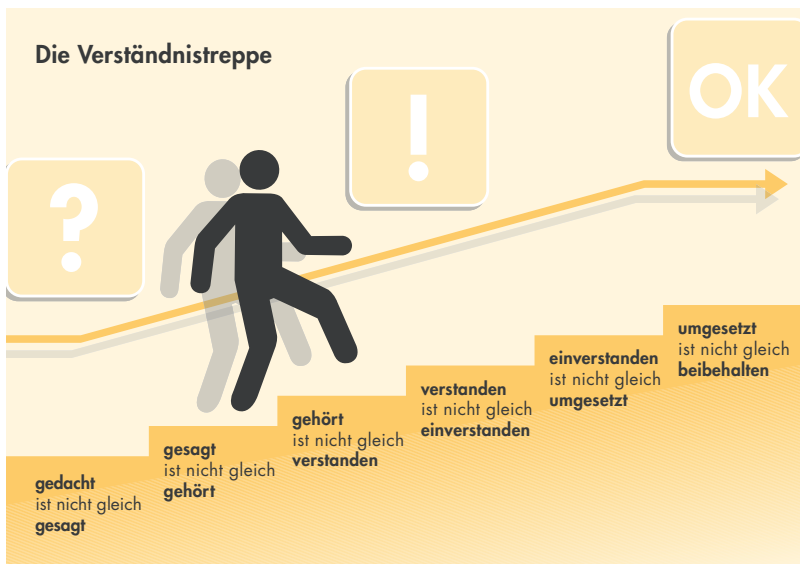 Die Verständnistreppe
?
!
OK
gedacht
ist nicht gleich
gesagt
gesagt
ist nicht gleich
gehört
gehört
ist nicht gleich
verstanden
verstanden
ist nicht gleich
einverstanden
einverstanden
ist nicht gleich
umgesetzt
umgesetzt
ist nicht gleich
beibehalten